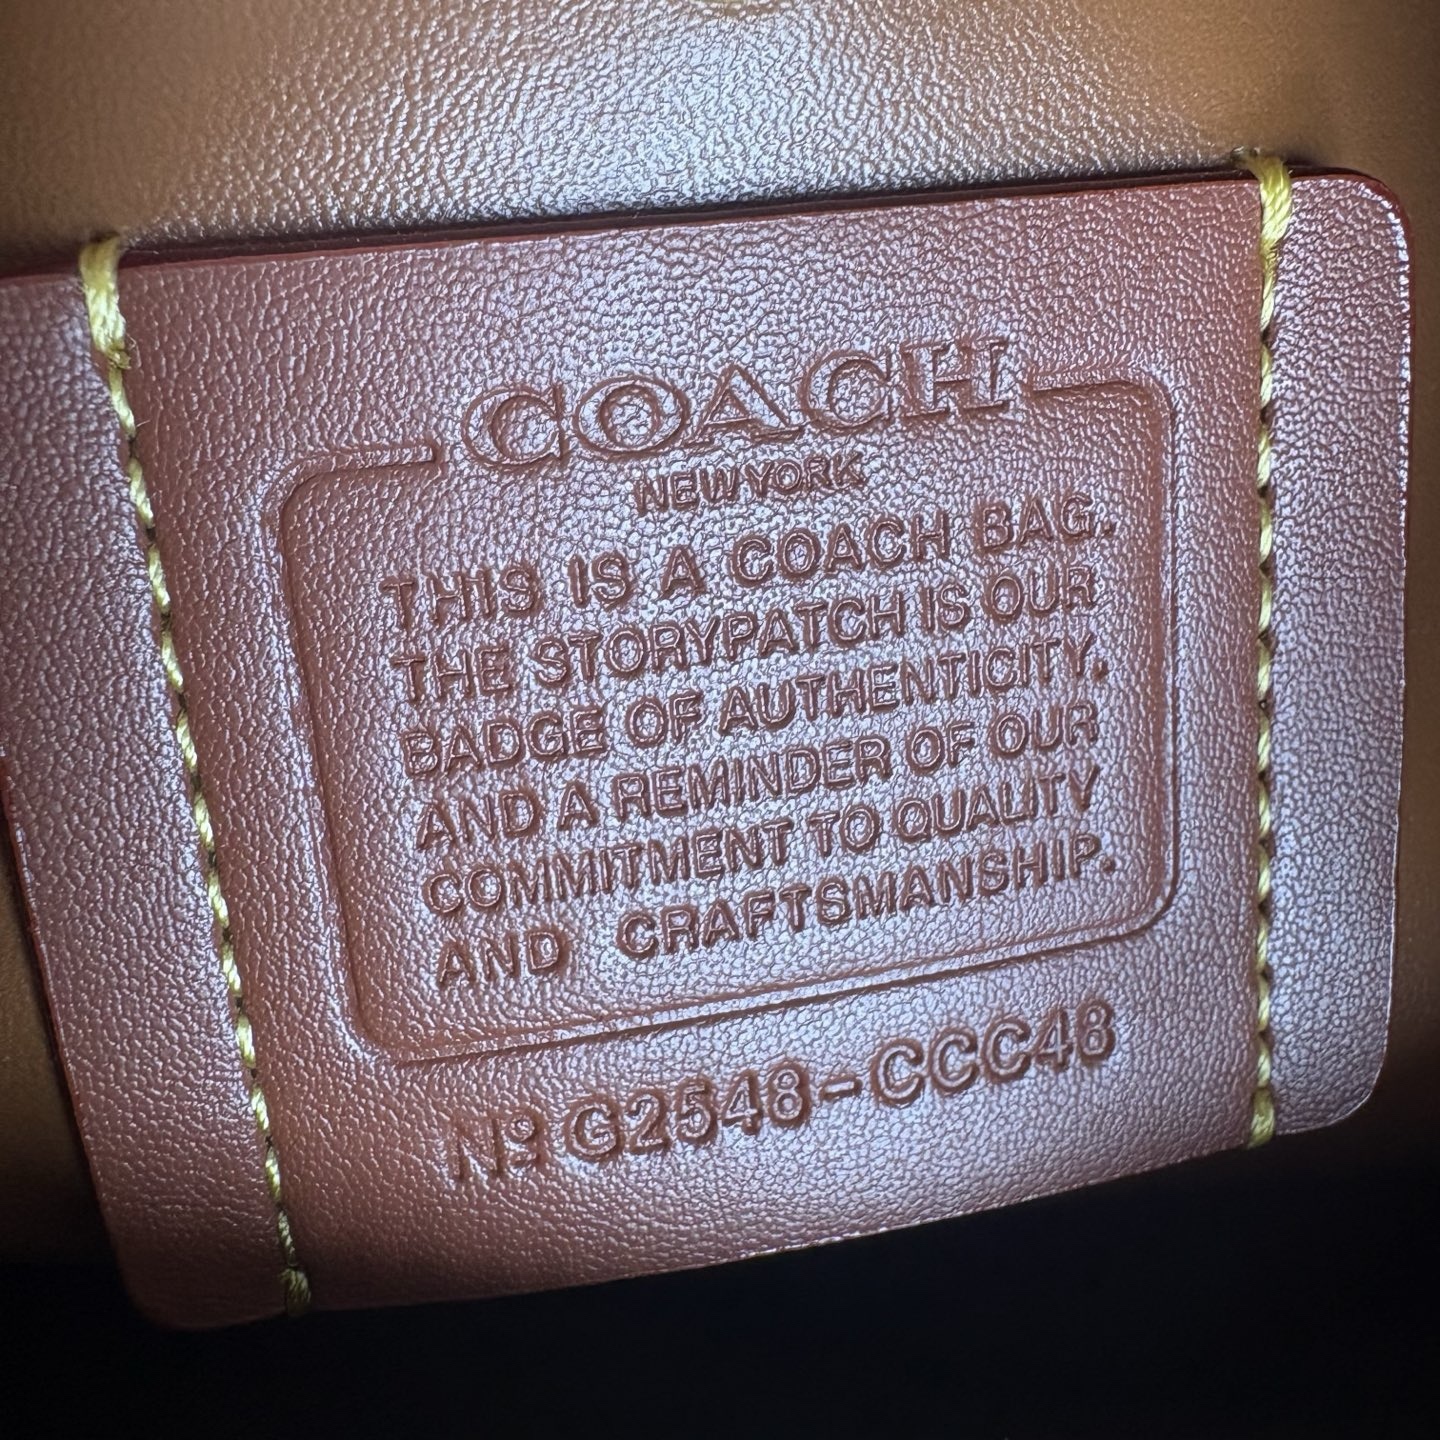 COACH
NEW YORK
THIS IS A COACH BAG.
THE STORYPATCH IS OUR
BADGE OF AUTHENTICITY.
AND A REMINDER OF OUR
COMMITMENT TO QUALITY
AND CRAFTSMANSHIP.
Nº G2548-CCC48